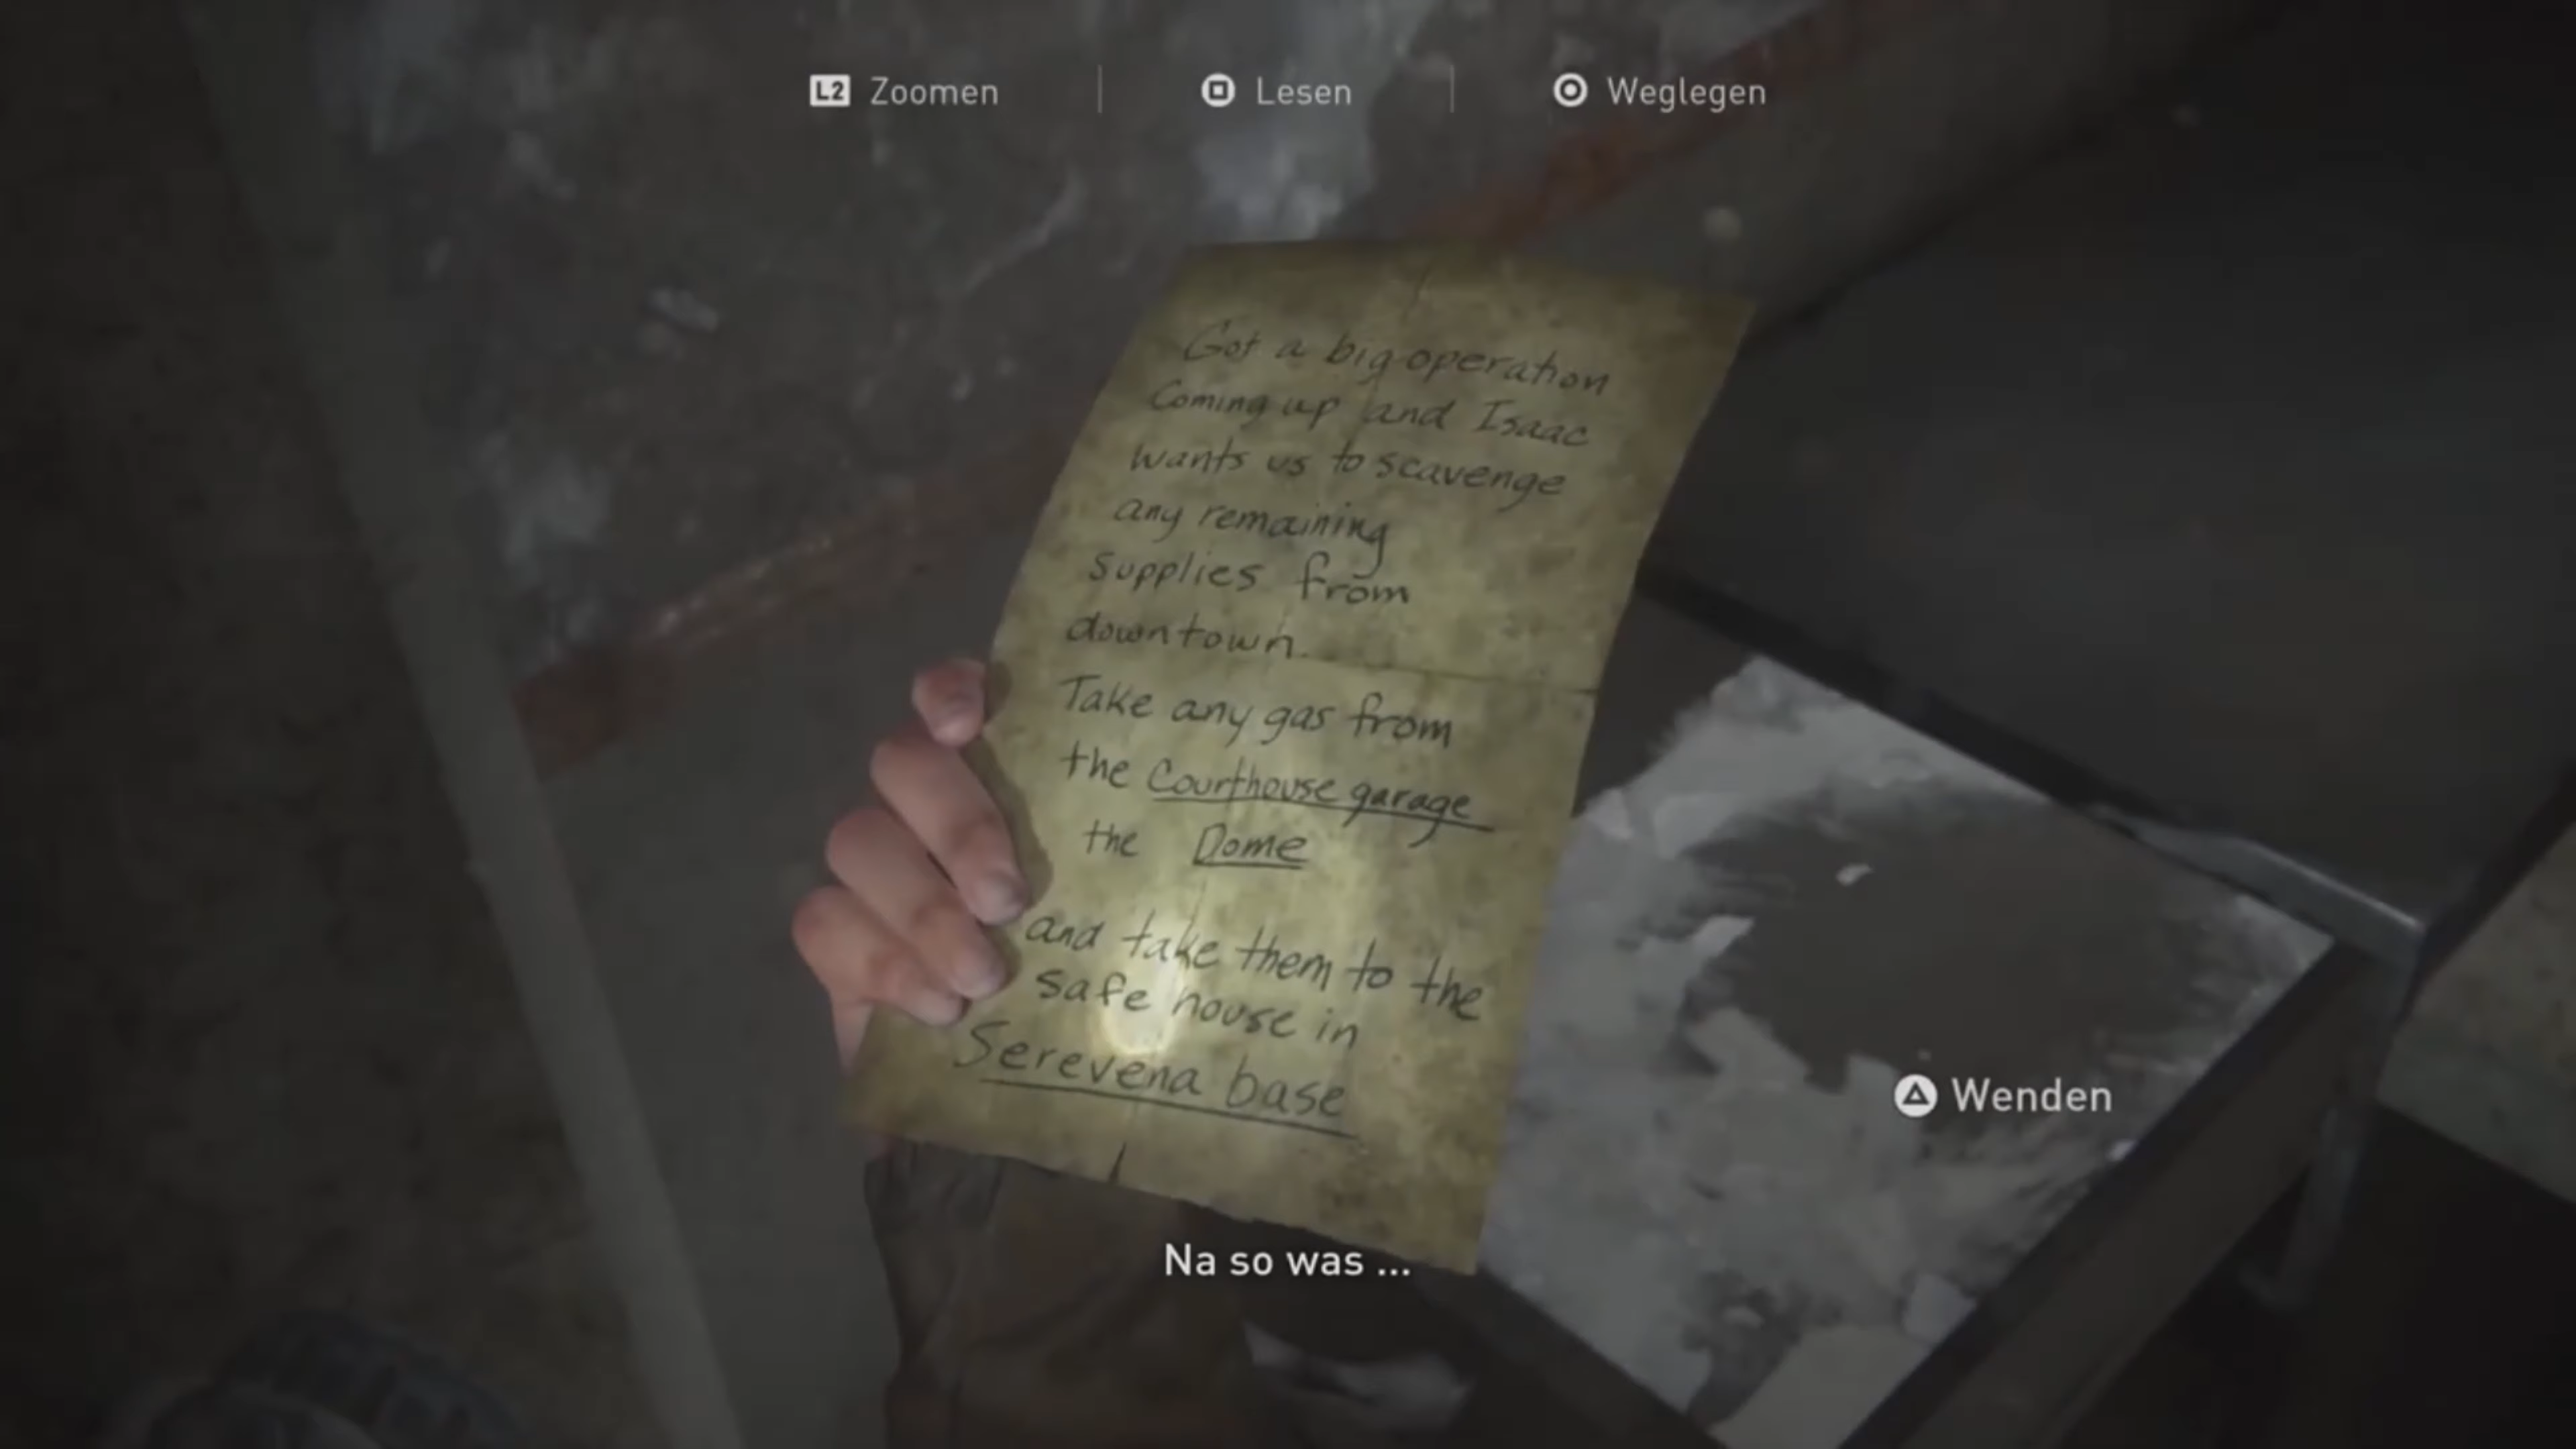 L2 Zoomen
Lesen
Weglegen
Got a big operation
Coming up and Isaac
wants us to scavenge
any remaining
supplies from
downtown.
Take any gas from
the Courthouse garage
the Dome
and take them to the
safe house in
Serevena base
Wenden
Na so was ...